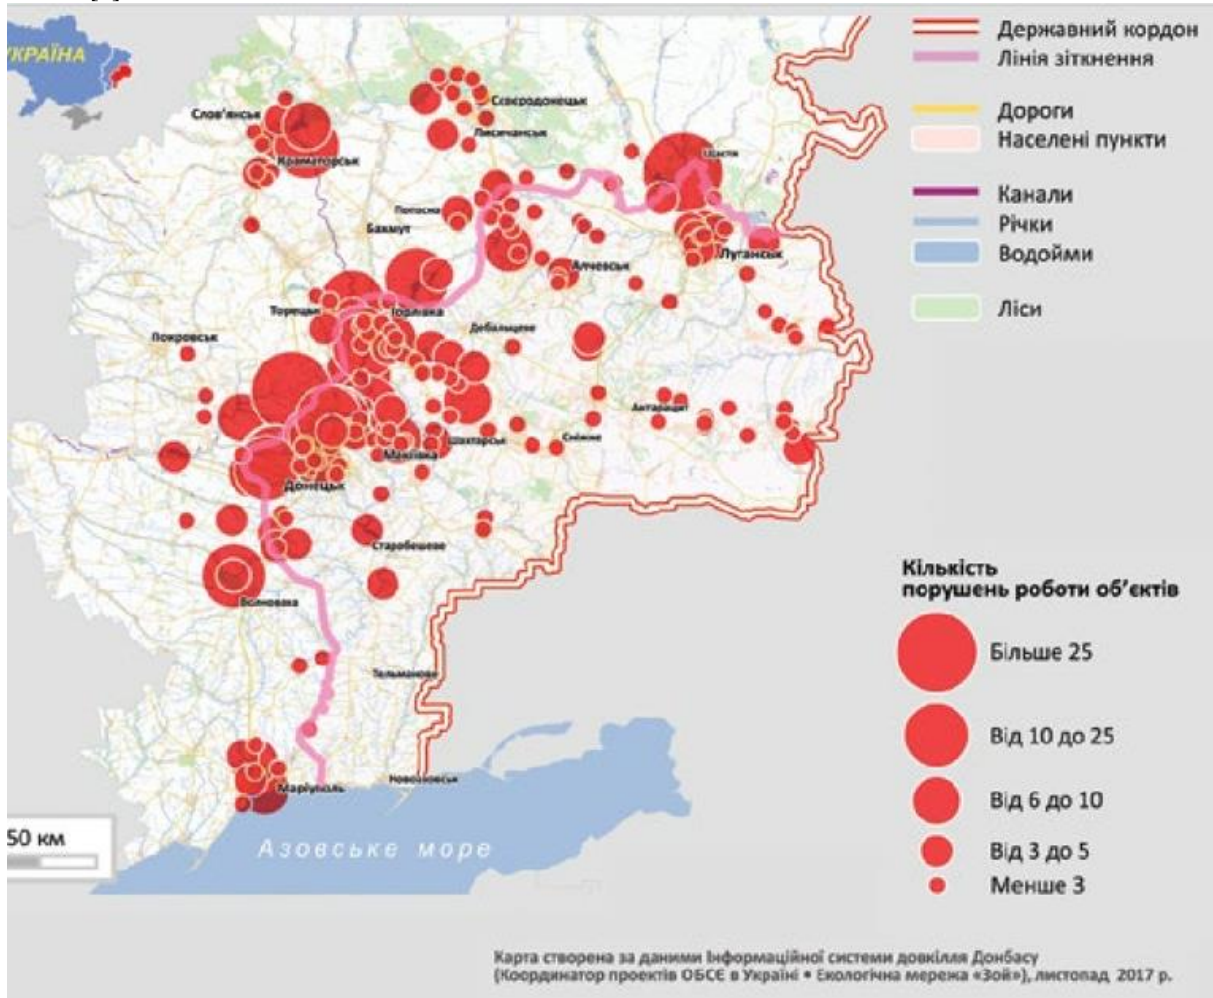 УКРАЇНА
Державний кордон
Лінія зіткнення
Дороги
Населені пункти
Канали
Річки
Водойми
Ліси
Слов'янськ
Сєвєродонецьк
Лисичанськ
Краматорськ
Щастя
Попасна
Бахмут
Луганськ
Алчевськ
Торецьк
Горлівка
Дебальцеве
Покровськ
Антрацит
Сніжне
Шахтарськ
Макіївка
Донецьк
Старобешеве
Волноваха
Тельманове
Новоазовськ
Маріуполь
50 км
Азовське море
Кількість
порушень роботи об'єктів
Більше 25
Від 10 до 25
Від 6 до 10
Від 3 до 5
Менше 3
Карта створена за даними Інформаційної системи довкілля Донбасу
(Координатор проектів ОБСЄ в Україні • Екологічна мережа «Зой»), листопад 2017 р.